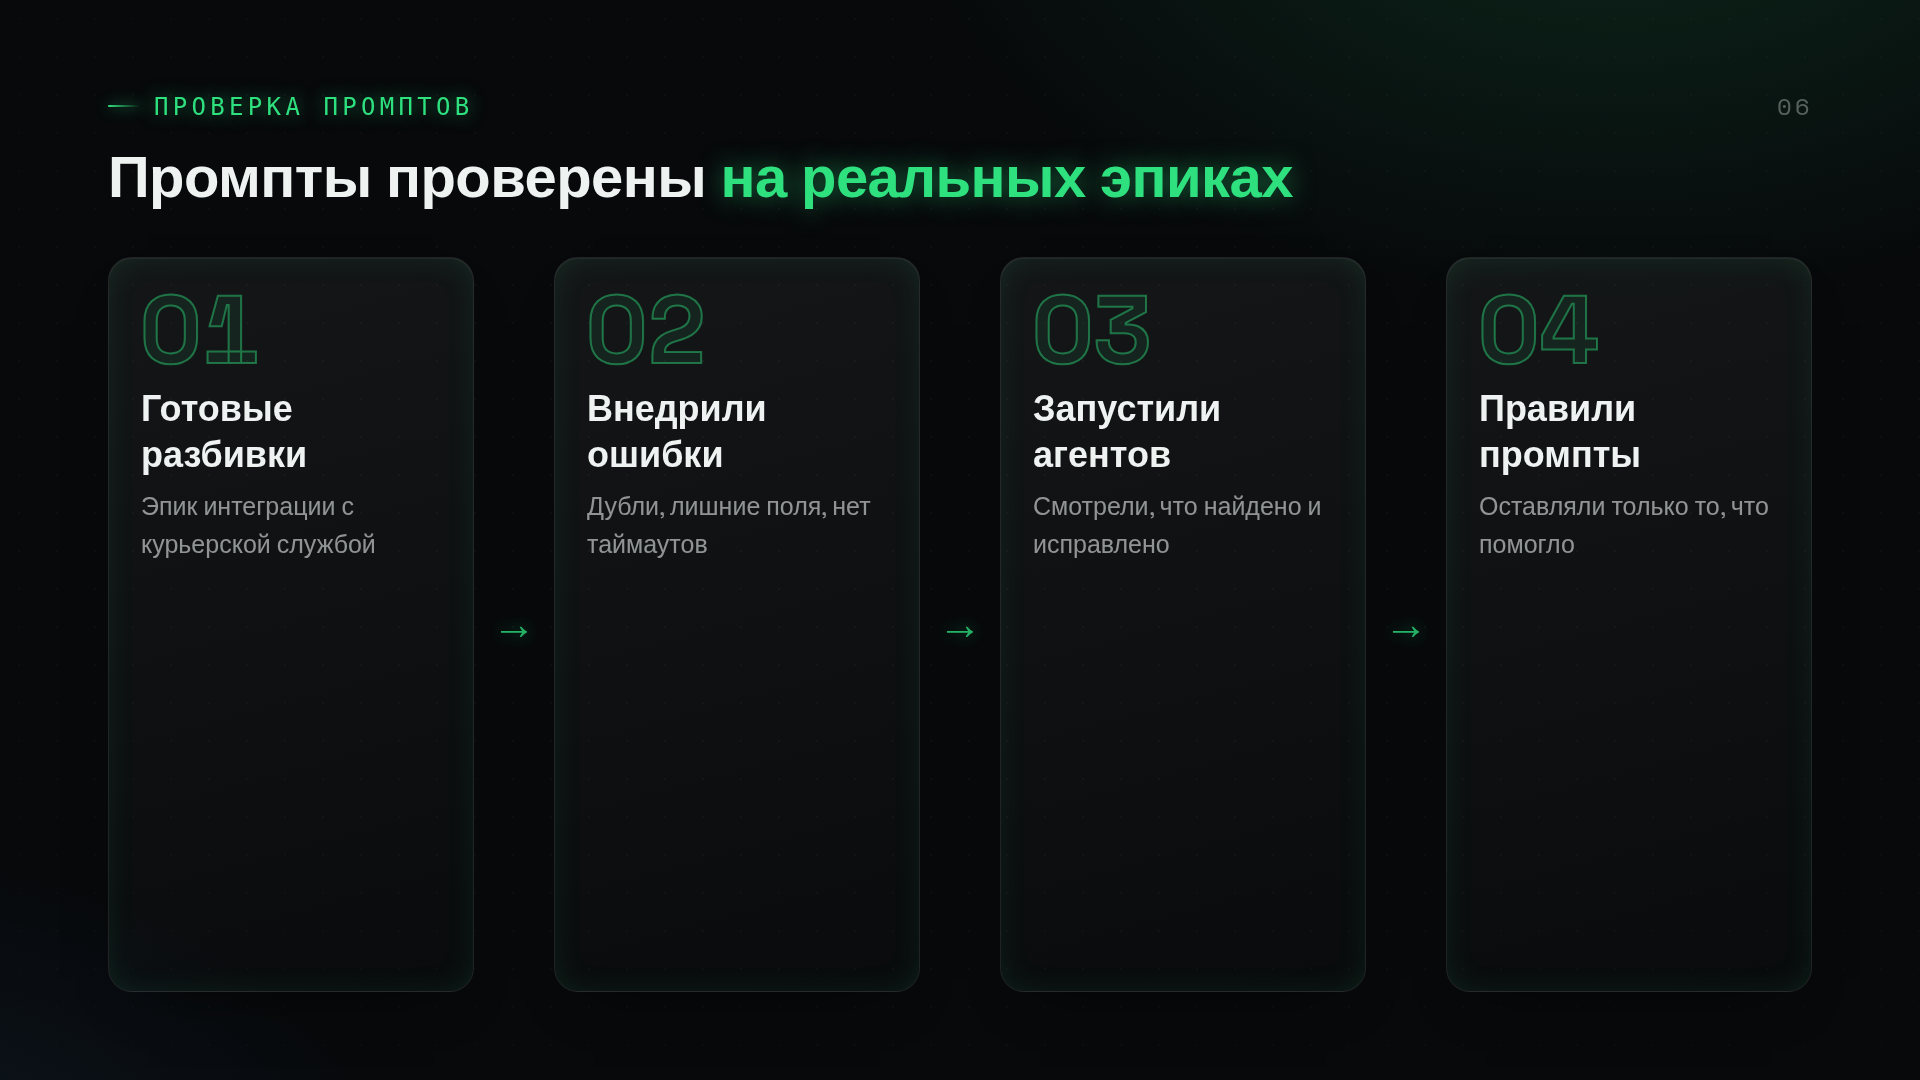 ПРОВЕРКА ПРОМПТОВ
06
Промпты проверены на реальных эпиках
01
Готовые
разбивки
Эпик интеграции с
курьерской службой
→
02
Внедрили
ошибки
Дубли, лишние поля, нет
таймаутов
→
03
Запустили
агентов
Смотрели, что найдено и
исправлено
→
04
Правили
промпты
Оставляли только то, что
помогло